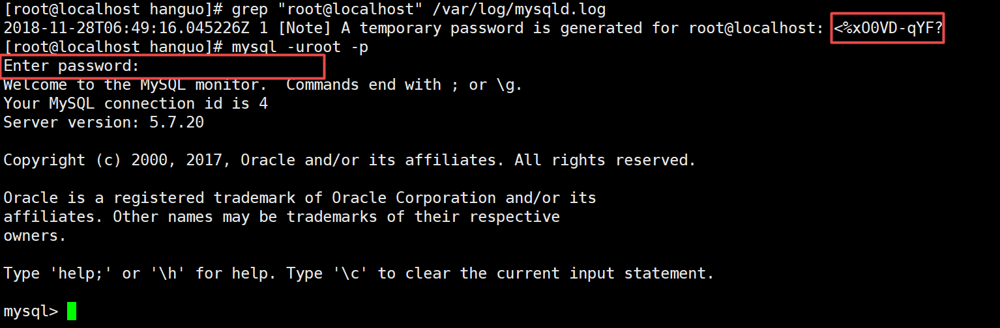 [root@localhost hanguo]# grep "root@localhost" /var/log/mysqld.log
2018-11-28T06:49:16.045226Z 1 [Note] A temporary password is generated for root@localhost: <%xO0VD-qYF?
[root@localhost hanguo]# mysql -uroot -p
Enter password:
Welcome to the MySQL monitor.  Commands end with ; or \g.
Your MySQL connection id is 4
Server version: 5.7.20
Copyright (c) 2000, 2017, Oracle and/or its affiliates. All rights reserved.
Oracle is a registered trademark of Oracle Corporation and/or its
affiliates. Other names may be trademarks of their respective
owners.
Type 'help;' or '\h' for help. Type '\c' to clear the current input statement.
mysql>